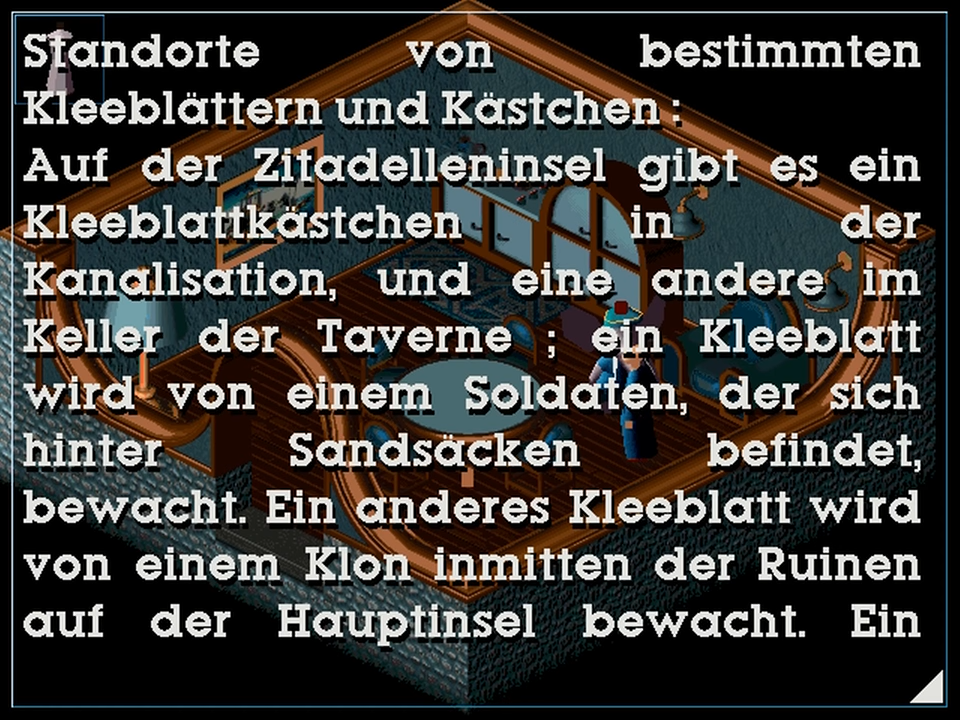 Standorte von bestimmten
Kleeblättern und Kästchen :
Auf der Zitadelleninsel gibt es ein
Kleeblattkästchen in der
Kanalisation, und eine andere im
Keller der Taverne ; ein Kleeblatt
wird von einem Soldaten, der sich
hinter Sandsäcken befindet,
bewacht. Ein anderes Kleeblatt wird
von einem Klon inmitten der Ruinen
auf der Hauptinsel bewacht. Ein